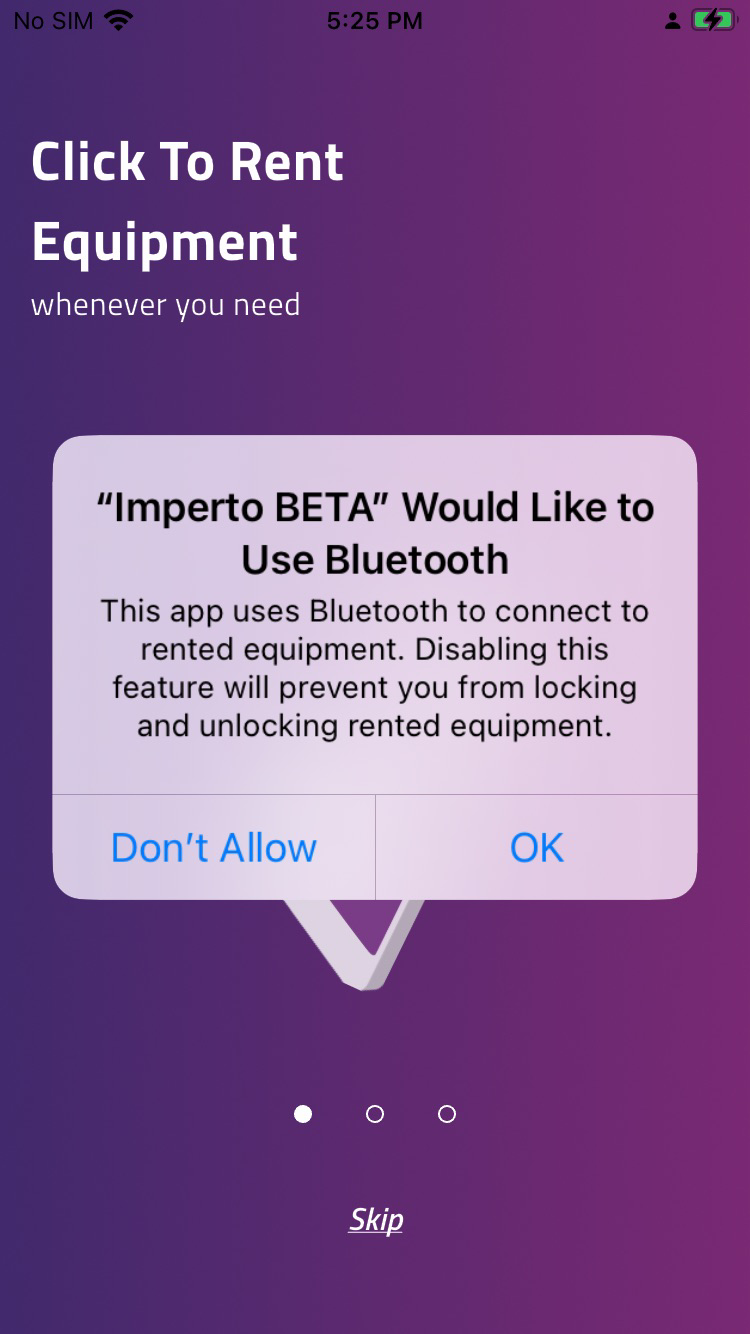 No SIM 5:25 PM
Click To Rent
Equipment
whenever you need
“Imperto BETA” Would Like to
Use Bluetooth
This app uses Bluetooth to connect to
rented equipment. Disabling this
feature will prevent you from locking
and unlocking rented equipment.
Don’t Allow OK
Skip